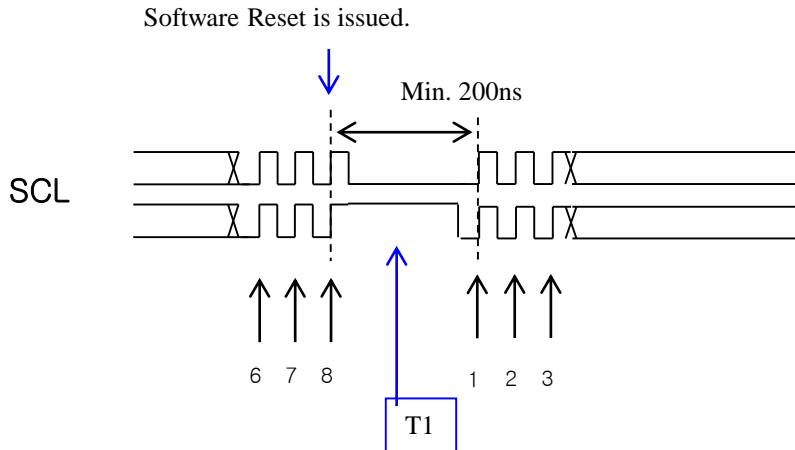 Software Reset is issued.
Min. 200ns
SCL
6 7 8 1 2 3
T1